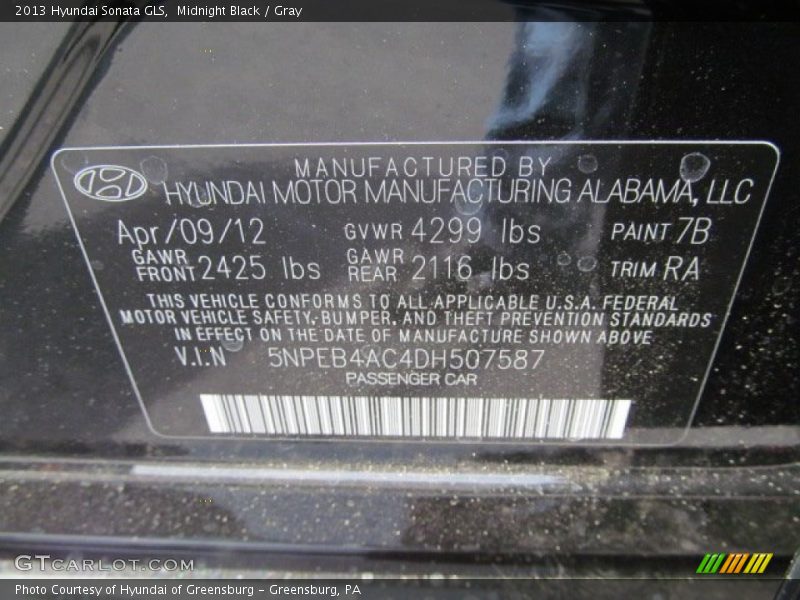 2013 Hyundai Sonata GLS, Midnight Black / Gray
MANUFACTURED BY
HYUNDAI MOTOR MANUFACTURING ALABAMA, LLC
Apr/09/12 GVWR 4299 lbs PAINT 7B
GAWR FRONT 2425 lbs GAWR REAR 2116 lbs TRIM RA
THIS VEHICLE CONFORMS TO ALL APPLICABLE U.S.A. FEDERAL
MOTOR VEHICLE SAFETY, BUMPER, AND THEFT PREVENTION STANDARDS
IN EFFECT ON THE DATE OF MANUFACTURE SHOWN ABOVE
V.I.N 5NPEB4AC4DH507587
PASSENGER CAR
GTCARLOT.COM
Photo Courtesy of Hyundai of Greensburg – Greensburg, PA